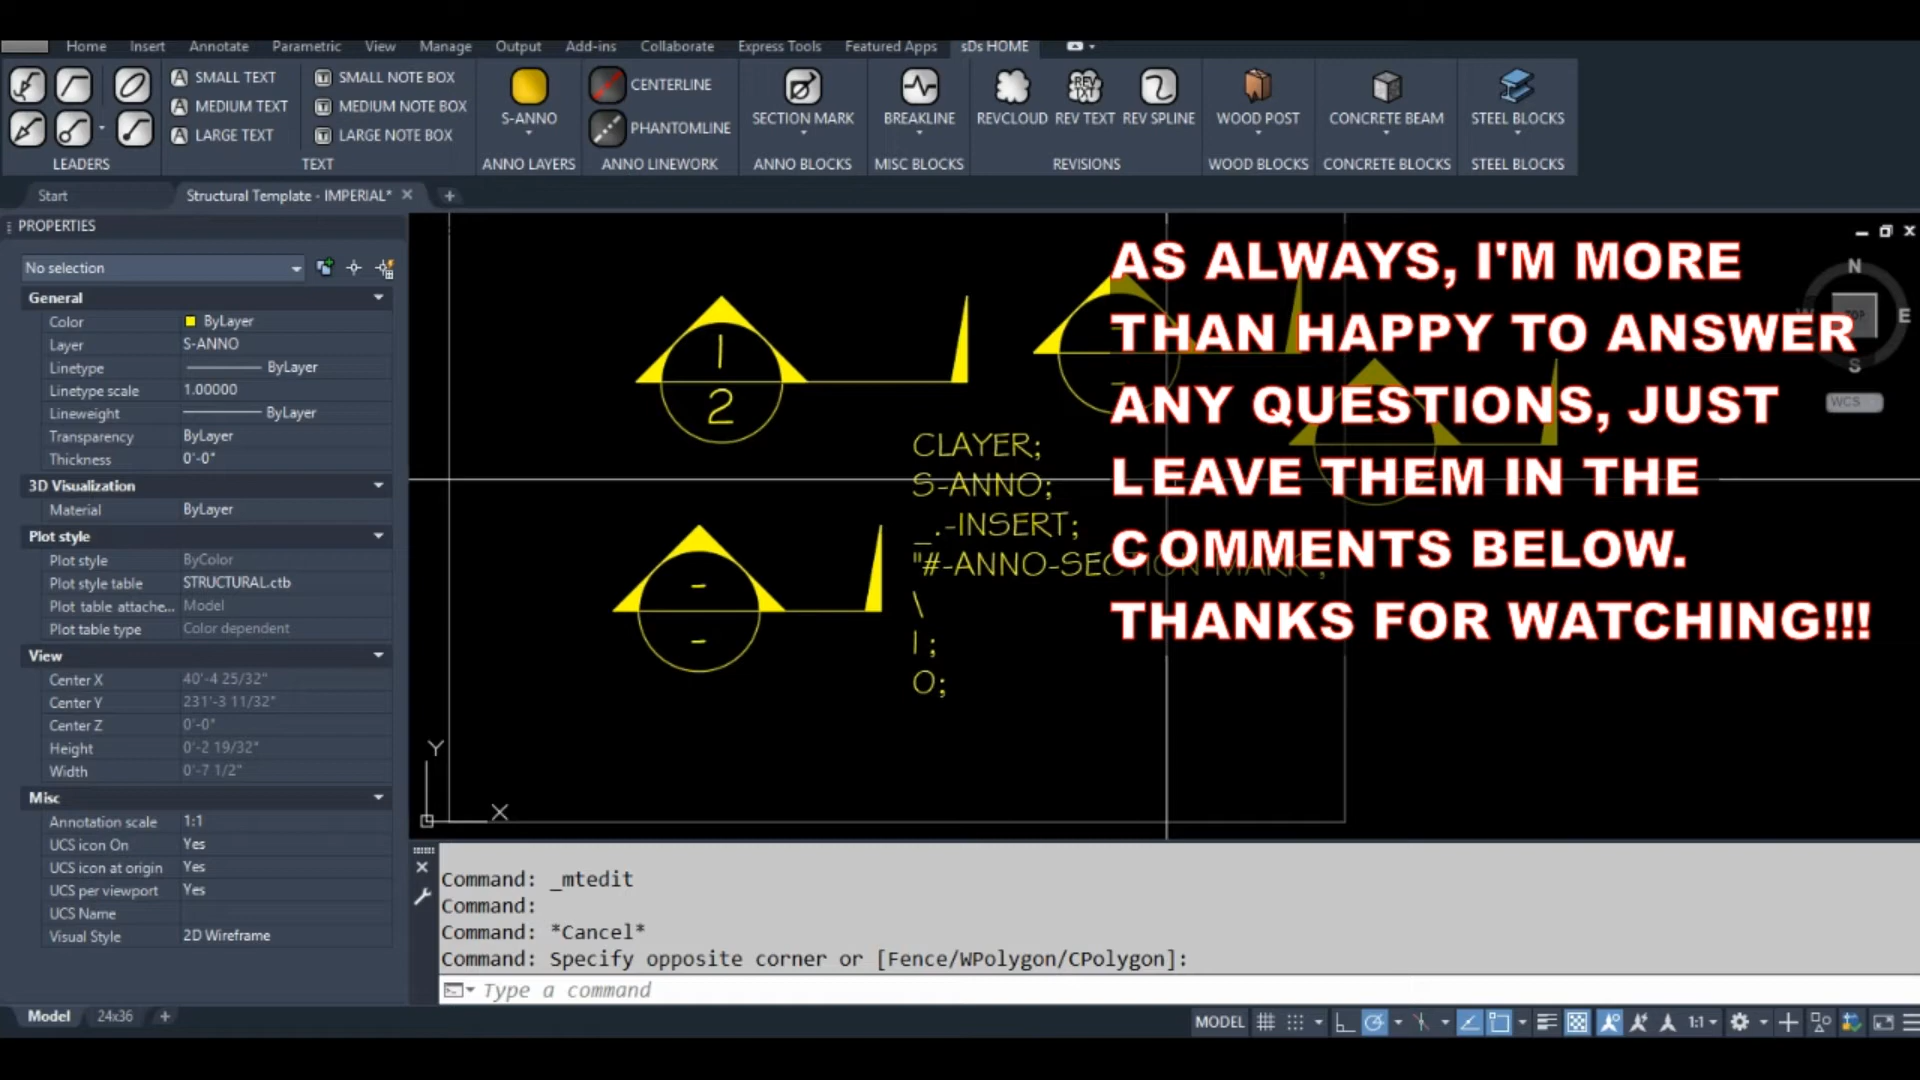 Home Insert Annotate Parametric View Manage Output Add-ins Collaborate Express Tools Featured Apps sDs HOME
SMALL TEXT
MEDIUM TEXT
LARGE TEXT
SMALL NOTE BOX
MEDIUM NOTE BOX
LARGE NOTE BOX
S-ANNO
CENTERLINE
PHANTOMLINE
SECTION MARK
BREAKLINE
REVCLOUD
REV TXT
REV TEXT
REV SPLINE
WOOD POST
CONCRETE BEAM
STEEL BLOCKS
LEADERS TEXT ANNO LAYERS ANNO LINEWORK ANNO BLOCKS MISC BLOCKS REVISIONS WOOD BLOCKS CONCRETE BLOCKS STEEL BLOCKS
Start Structural Template - IMPERIAL*
PROPERTIES
No selection
General
Color ByLayer
Layer S-ANNO
Linetype ByLayer
Linetype scale 1.00000
Lineweight ByLayer
Transparency ByLayer
Thickness 0'-0"
3D Visualization
Material ByLayer
Plot style
Plot style ByColor
Plot style table STRUCTURAL.ctb
Plot table attache... Model
Plot table type Color dependent
View
Center X 40'-4 25/32"
Center Y 231'-3 11/32"
Center Z 0'-0"
Height 0'-2 19/32"
Width 0'-7 1/2"
Misc
Annotation scale 1:1
UCS icon On Yes
UCS icon at origin Yes
UCS per viewport Yes
UCS Name
Visual Style 2D Wireframe
1
2
-
-
CLAYER;
S-ANNO;
_.-INSERT;
"#-ANNO-SECTION MARK";
\
1;
0;
AS ALWAYS, I'M MORE
THAN HAPPY TO ANSWER
ANY QUESTIONS, JUST
LEAVE THEM IN THE
COMMENTS BELOW.
THANKS FOR WATCHING!!!
N
E
S
TOP
WCS
Y
X
Command: _mtedit
Command:
Command: *Cancel*
Command: Specify opposite corner or [Fence/WPolygon/CPolygon]:
Type a command
Model 24x36 +
MODEL 1:1